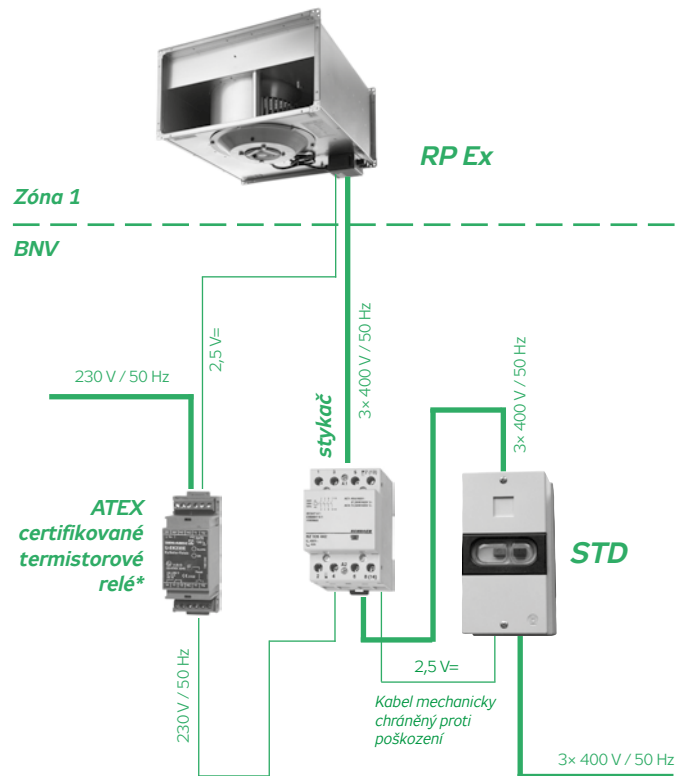 RP Ex
Zóna 1
BNV
2,5 V=
3× 400 V / 50 Hz
3× 400 V / 50 Hz
230 V / 50 Hz
stykač
ATEX
certifikované
termistorové
relé*
STD
230 V / 50 Hz
2,5 V=
Kabel mechanicky
chráněný proti
poškození
3× 400 V / 50 Hz